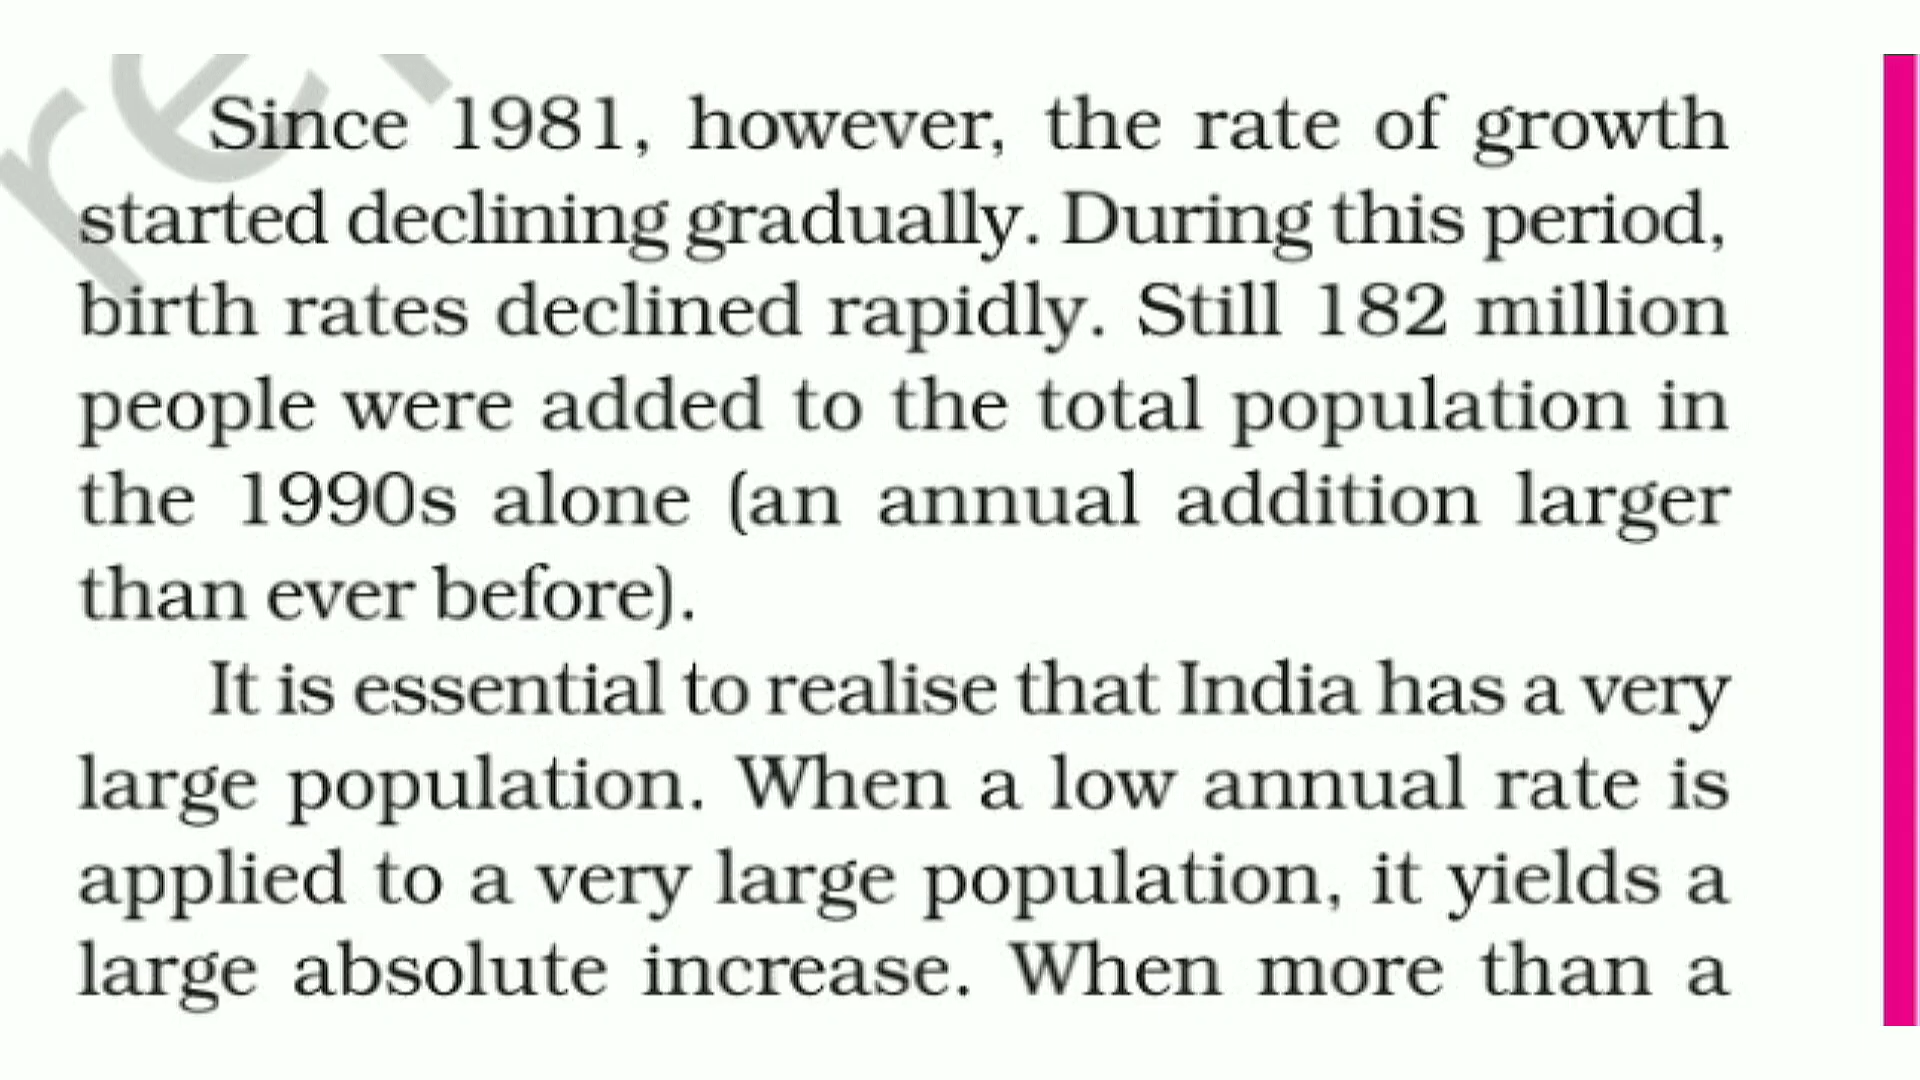 Since 1981, however, the rate of growth
started declining gradually. During this period,
birth rates declined rapidly. Still 182 million
people were added to the total population in
the 1990s alone (an annual addition larger
than ever before).
It is essential to realise that India has a very
large population. When a low annual rate is
applied to a very large population, it yields a
large absolute increase. When more than a